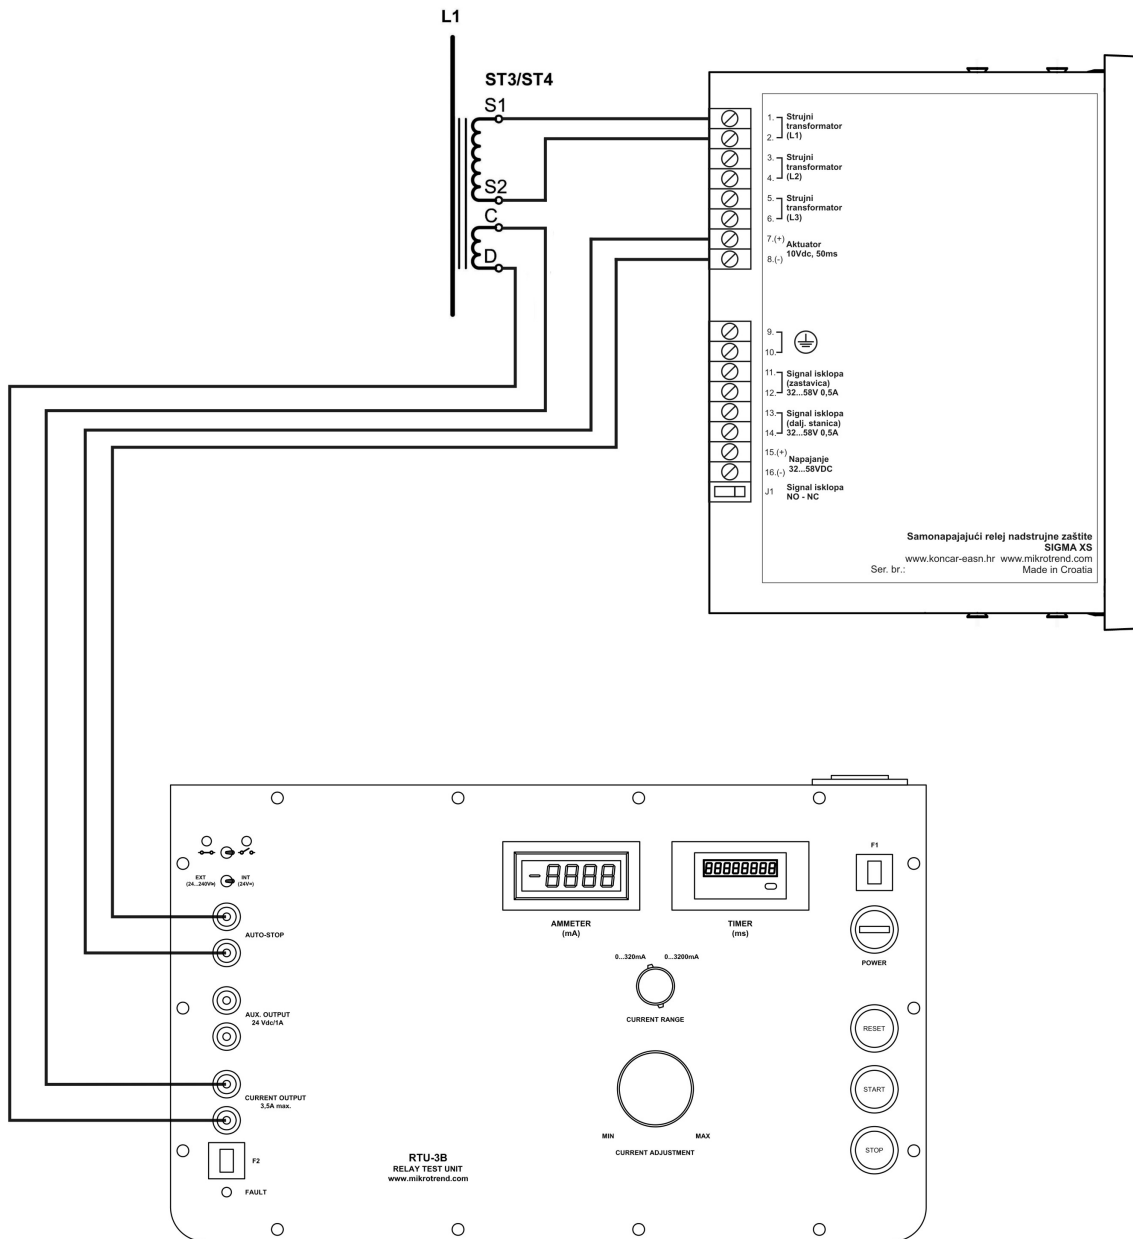 L1
ST3/ST4
S1
S2
C
D
1.
Strujni
transformator
2.
(L1)
3.
Strujni
transformator
4.
(L2)
5.
Strujni
transformator
6.
(L3)
7.(+)
Aktuator
10Vdc, 50ms
8.(-)
9.
10.
11.
Signal isklopa
(zastavica)
12.
32...58V 0,5A
13.
Signal isklopa
(dalj. stanica)
14.
32...58V 0,5A
15.(+)
Napajanje
32...58VDC
16.(-)
J1
Signal isklopa
NO - NC
Samonapajajući relej nadstrujne zaštite
SIGMA XS
www.koncar-easn.hr www.mikrotrend.com
Ser. br.: Made in Croatia
EXT
(24...240V≂)
INT
(24V=)
AUTO-STOP
AUX. OUTPUT
24 Vdc/1A
CURRENT OUTPUT
3,5A max.
F2
FAULT
-8888
AMMETER
(mA)
88888888
TIMER
(ms)
0...320mA 0...3200mA
CURRENT RANGE
MIN MAX
CURRENT ADJUSTMENT
RTU-3B
RELAY TEST UNIT
www.mikrotrend.com
F1
POWER
RESET
START
STOP